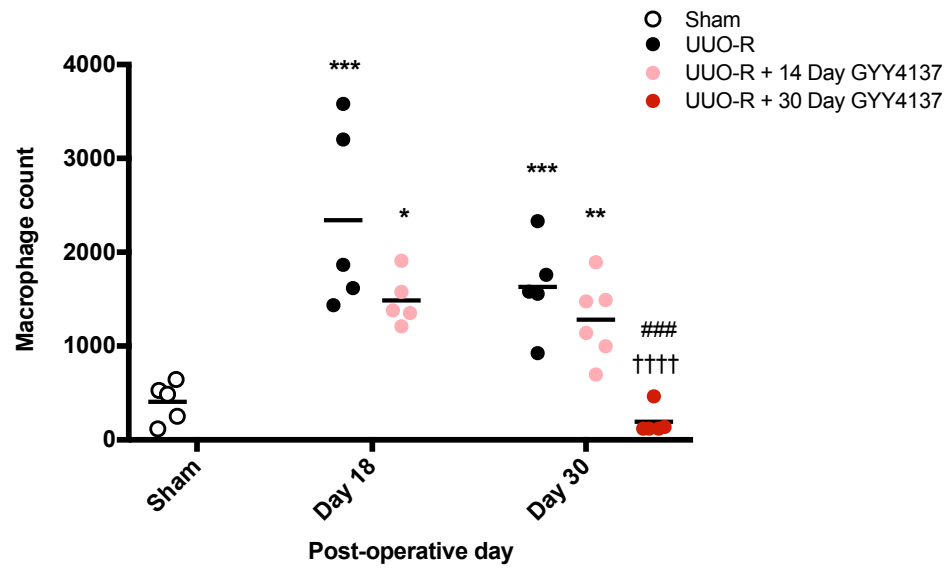 Sham
UUO-R
UUO-R + 14 Day GYY4137
UUO-R + 30 Day GYY4137
Macrophage count
4000
3000
2000
1000
0
***
*
***
**
###
††††
Sham
Day 18
Day 30
Post-operative day